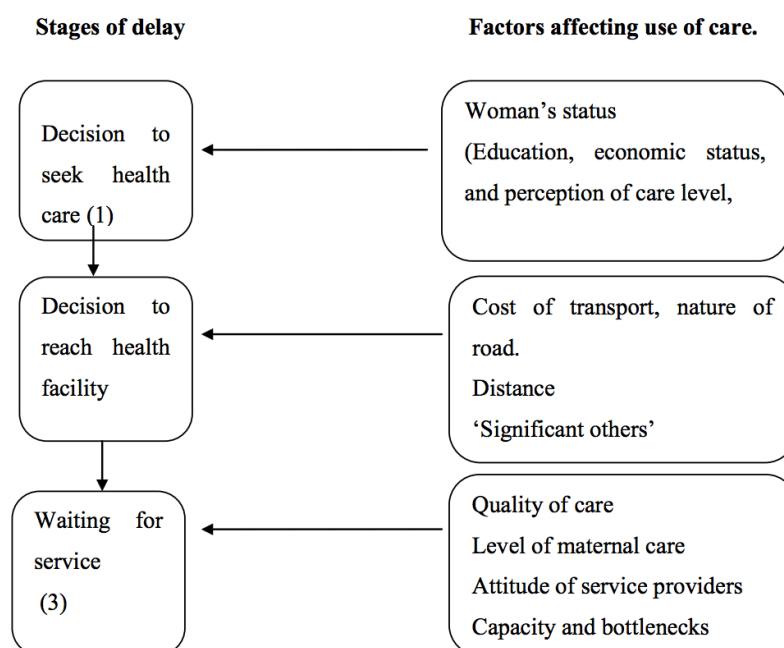 Stages of delay
Factors affecting use of care.
Decision to
seek health
care (1)
Woman's status
(Education, economic status,
and perception of care level,
Decision to
reach health
facility
Cost of transport, nature of
road.
Distance
‘Significant others’
Waiting for
service
(3)
Quality of care
Level of maternal care
Attitude of service providers
Capacity and bottlenecks